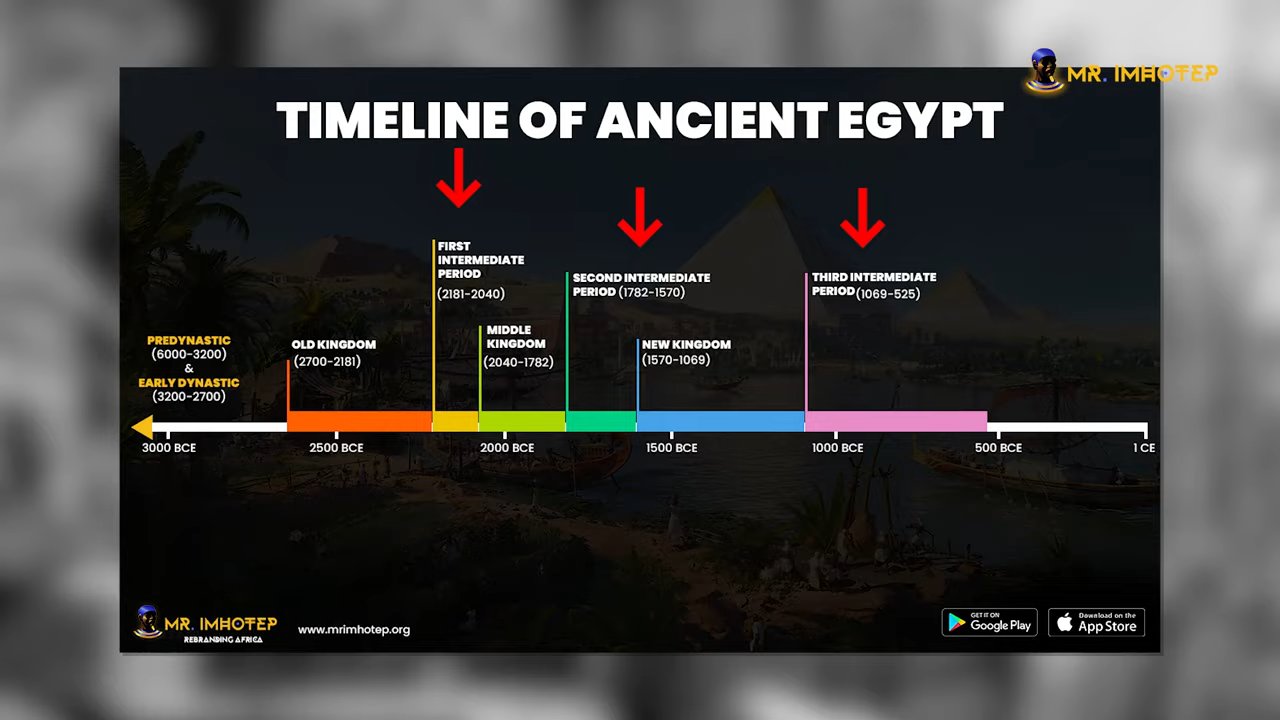 MR. IMHOTEP
TIMELINE OF ANCIENT EGYPT
FIRST
INTERMEDIATE
PERIOD
(2181-2040)
SECOND INTERMEDIATE
PERIOD (1782-1570)
THIRD INTERMEDIATE
PERIOD (1069-525)
PREDYNASTIC
(6000-3200)
&
EARLY DYNASTIC
(3200-2700)
OLD KINGDOM
(2700-2181)
MIDDLE
KINGDOM
(2040-1782)
NEW KINGDOM
(1570-1069)
3000 BCE
2500 BCE
2000 BCE
1500 BCE
1000 BCE
500 BCE
1 CE
MR. IMHOTEP
REBRANDING AFRICA
www.mrimhotep.org
GET IT ON
Google Play
Download on the
App Store